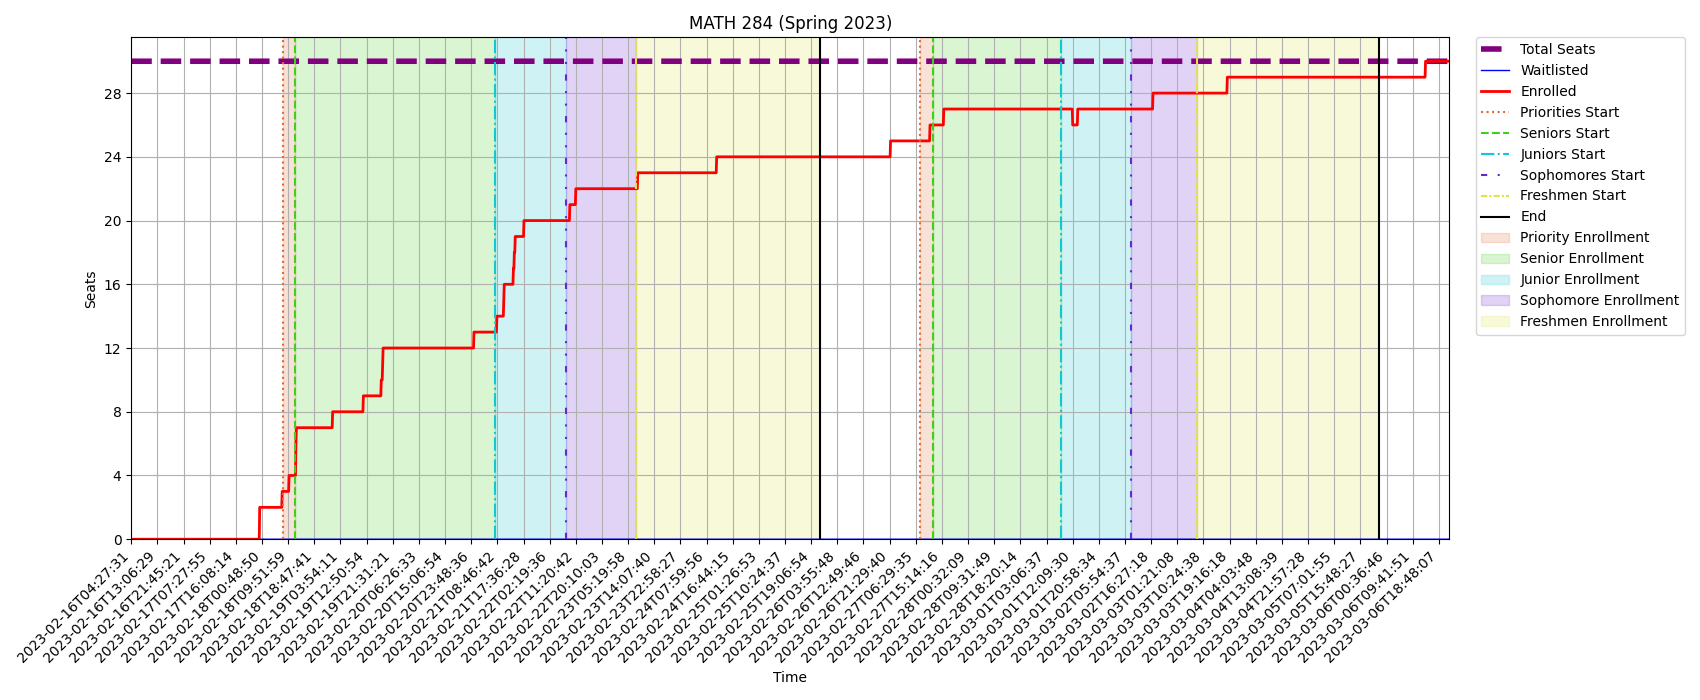 MATH 284 (Spring 2023)
Total Seats
Waitlisted
Enrolled
Priorities Start
Seniors Start
Juniors Start
Sophomores Start
Freshmen Start
End
Priority Enrollment
Senior Enrollment
Junior Enrollment
Sophomore Enrollment
Freshmen Enrollment
Seats
28
24
20
16
12
8
4
0
2023-02-16T04:27:31
2023-02-16T13:06:29
2023-02-16T21:45:21
2023-02-17T07:27:55
2023-02-17T16:08:14
2023-02-18T00:48:50
2023-02-18T09:51:59
2023-02-18T18:47:41
2023-02-19T03:54:11
2023-02-19T12:50:54
2023-02-19T21:31:21
2023-02-20T06:26:33
2023-02-20T15:06:54
2023-02-20T23:48:36
2023-02-21T08:46:42
2023-02-21T17:36:28
2023-02-22T02:19:36
2023-02-22T11:20:42
2023-02-22T20:10:03
2023-02-23T05:19:58
2023-02-23T14:07:40
2023-02-23T22:58:27
2023-02-24T07:59:56
2023-02-24T16:44:15
2023-02-25T01:26:53
2023-02-25T10:24:37
2023-02-25T19:06:54
2023-02-26T03:55:48
2023-02-26T12:49:46
2023-02-26T21:29:40
2023-02-27T06:29:35
2023-02-27T15:14:16
2023-02-28T00:32:09
2023-02-28T09:31:49
2023-02-28T18:20:14
2023-03-01T03:06:37
2023-03-01T12:09:30
2023-03-01T20:58:34
2023-03-02T05:54:37
2023-03-02T16:27:18
2023-03-03T01:21:08
2023-03-03T10:24:38
2023-03-03T19:16:18
2023-03-04T04:03:48
2023-03-04T13:08:39
2023-03-04T21:57:28
2023-03-05T07:01:55
2023-03-05T15:48:27
2023-03-06T00:36:46
2023-03-06T09:41:51
2023-03-06T18:48:07
Time